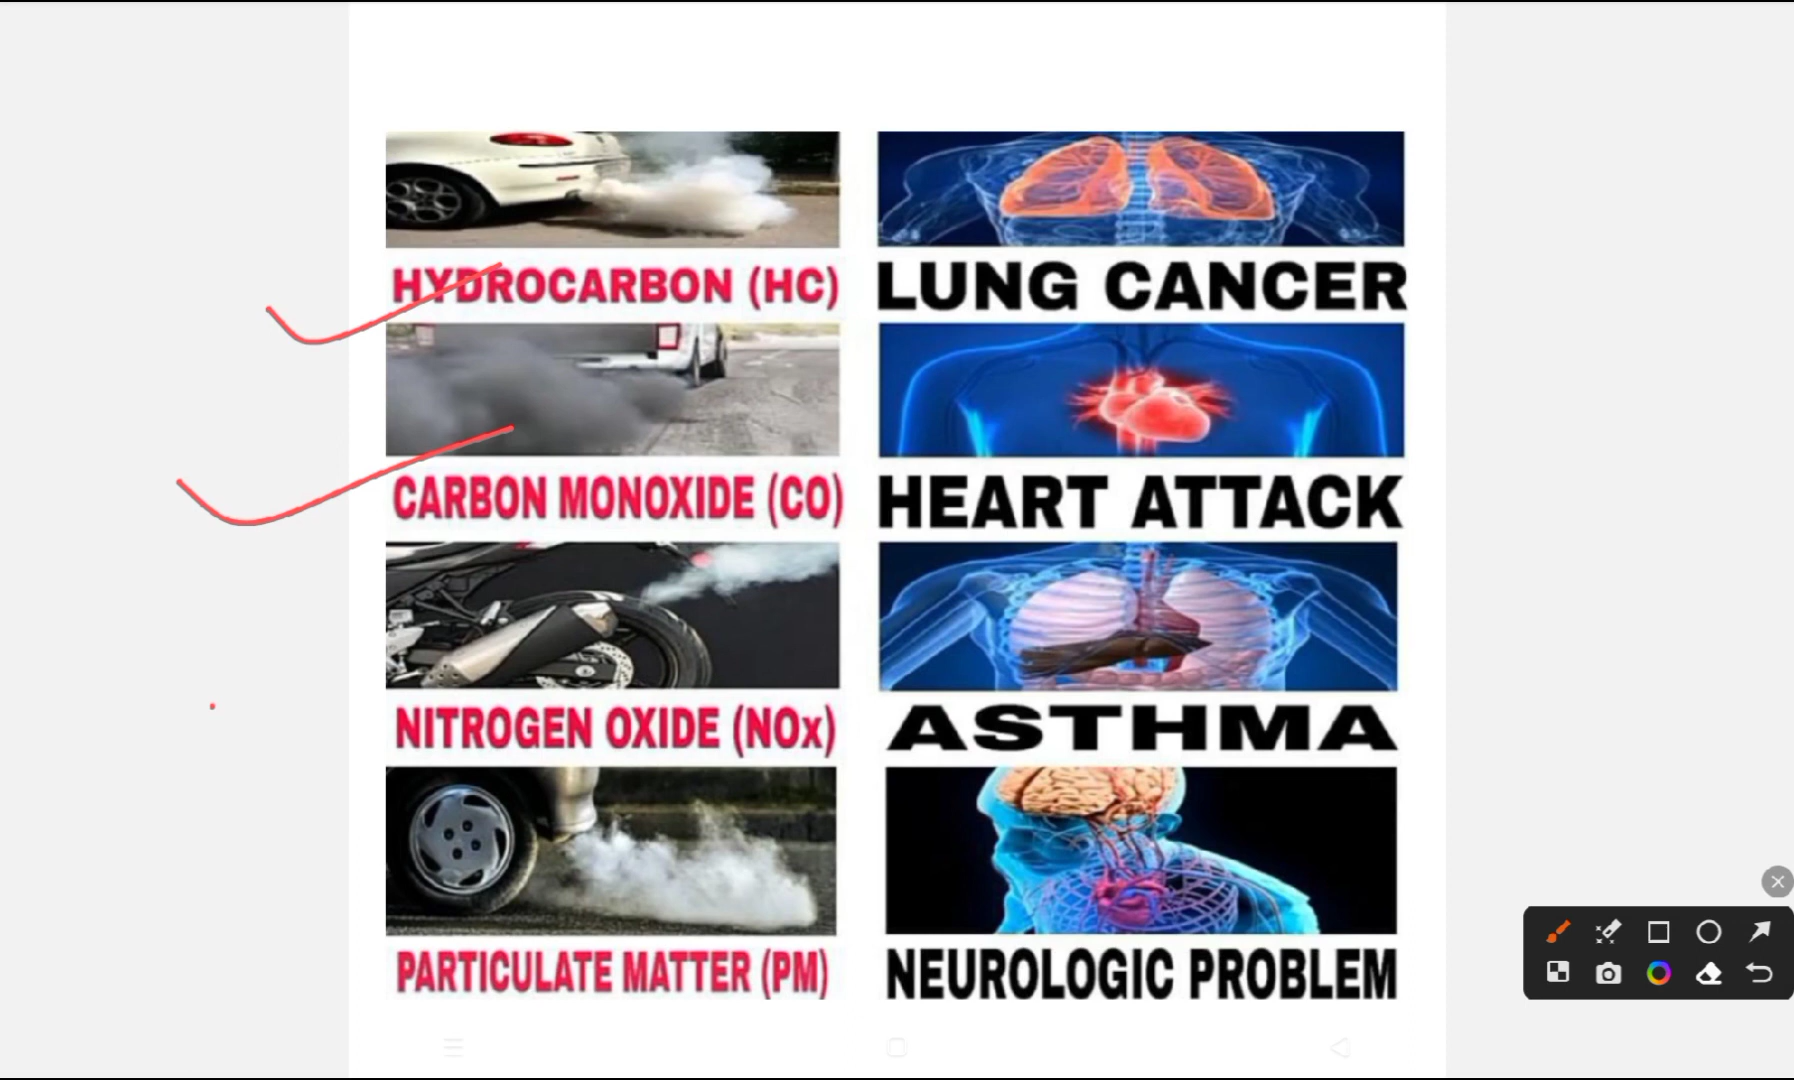 HYDROCARBON (HC) LUNG CANCER
CARBON MONOXIDE (CO) HEART ATTACK
NITROGEN OXIDE (NOx) ASTHMA
PARTICULATE MATTER (PM) NEUROLOGIC PROBLEM